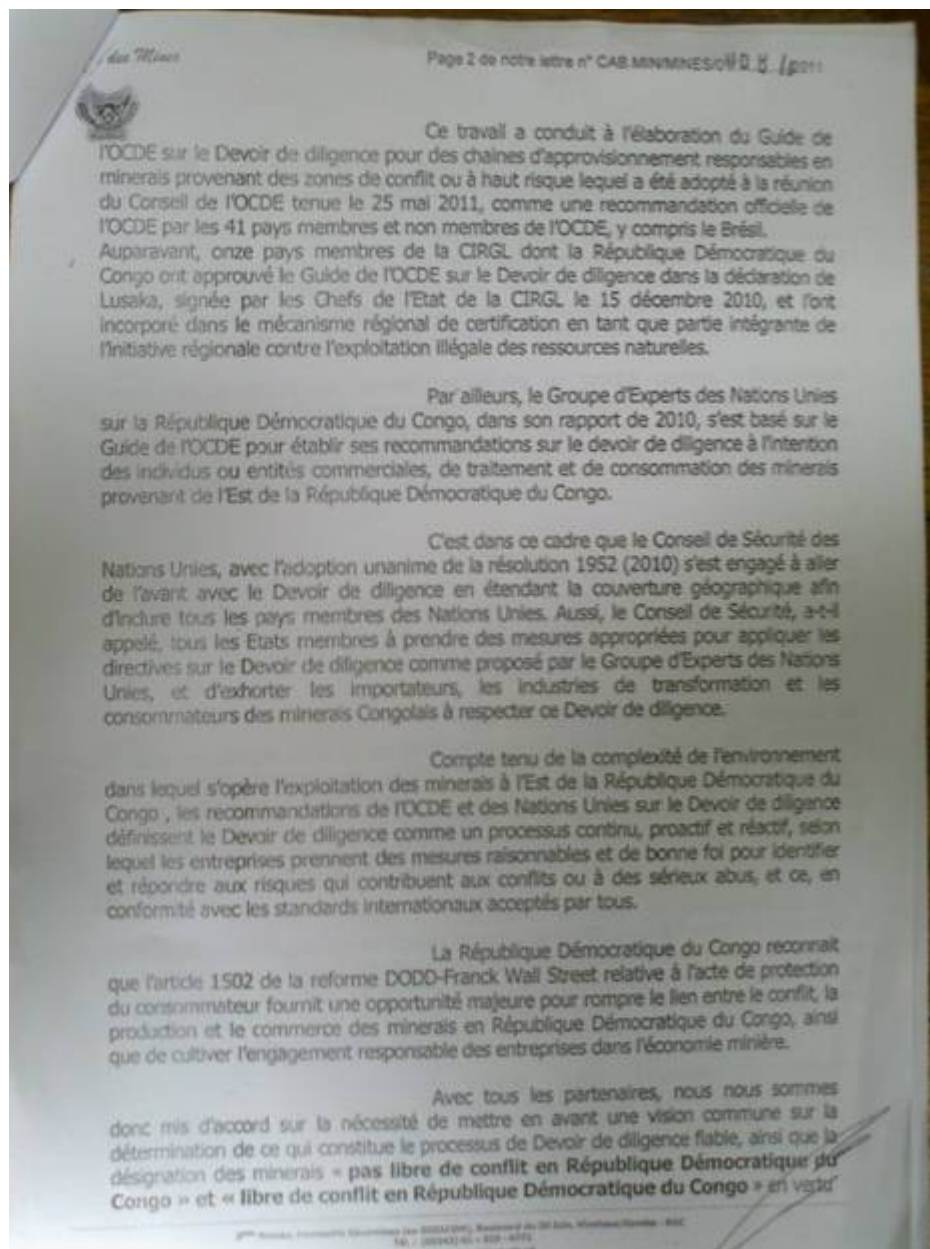 des Mines
Page 2 de notre lettre n° CAB.MIN/MINES/01/
Ce travail a conduit à l'élaboration du Guide de
l'OCDE sur le Devoir de diligence pour des chaines d'approvisionnement responsables en
minerais provenant des zones de conflit ou à haut risque lequel a été adopté à la réunion
du Conseil de l'OCDE tenue le 25 mai 2011, comme une recommandation officielle de
l'OCDE par les 41 pays membres et non membres de l'OCDE, y compris le Brésil.
Auparavant, onze pays membres de la CIRGL dont la République Démocratique du
Congo ont approuvé le Guide de l'OCDE sur le Devoir de diligence dans la déclaration de
Lusaka, signée par les Chefs de l'Etat de la CIRGL le 15 décembre 2010, et l'ont
incorporé dans le mécanisme régional de certification en tant que partie intégrante de
l'Initiative régionale contre l'exploitation illégale des ressources naturelles.
Par ailleurs, le Groupe d'Experts des Nations Unies
sur la République Démocratique du Congo, dans son rapport de 2010, s'est basé sur le
Guide de l'OCDE pour établir ses recommandations sur le devoir de diligence à l'intention
des individus ou entités commerciales, de traitement et de consommation des minerais
provenant de l'Est de la République Démocratique du Congo.
C'est dans ce cadre que le Conseil de Sécurité des
Nations Unies, avec l'adoption unanime de la résolution 1952 (2010) s'est engagé à aller
de l'avant avec le Devoir de diligence en étendant la couverture géographique afin
d'inclure tous les pays membres des Nations Unies. Aussi, le Conseil de Sécurité, a-t-il
appelé, tous les Etats membres à prendre des mesures appropriées pour appliquer les
directives sur le Devoir de diligence comme proposé par le Groupe d'Experts des Nations
Unies, et d'exhorter les importateurs, les industries de transformation et les
consommateurs des minerais Congolais à respecter ce Devoir de diligence.
Compte tenu de la complexité de l'environnement
dans lequel s'opère l'exploitation des minerais à l'Est de la République Démocratique du
Congo , les recommandations de l'OCDE et des Nations Unies sur le Devoir de diligence
définissent le Devoir de diligence comme un processus continu, proactif et réactif, selon
lequel les entreprises prennent des mesures raisonnables et de bonne foi pour identifier
et répondre aux risques qui contribuent aux conflits ou à des sérieux abus, et ce, en
conformité avec les standards internationaux acceptés par tous.
La République Démocratique du Congo reconnait
que l'article 1502 de la reforme DODD-Franck Wall Street relative à l'acte de protection
du consommateur fournit une opportunité majeure pour rompre le lien entre le conflit, la
production et le commerce des minerais en République Démocratique du Congo, ainsi
que de cultiver l'engagement responsable des entreprises dans l'économie minière.
Avec tous les partenaires, nous nous sommes
donc mis d'accord sur la nécessité de mettre en avant une vision commune sur la
détermination de ce qui constitue le processus de Devoir de diligence fiable, ainsi que la
désignation des minerais « pas libre de conflit en République Démocratique du
Congo » et « libre de conflit en République Démocratique du Congo » en vertu